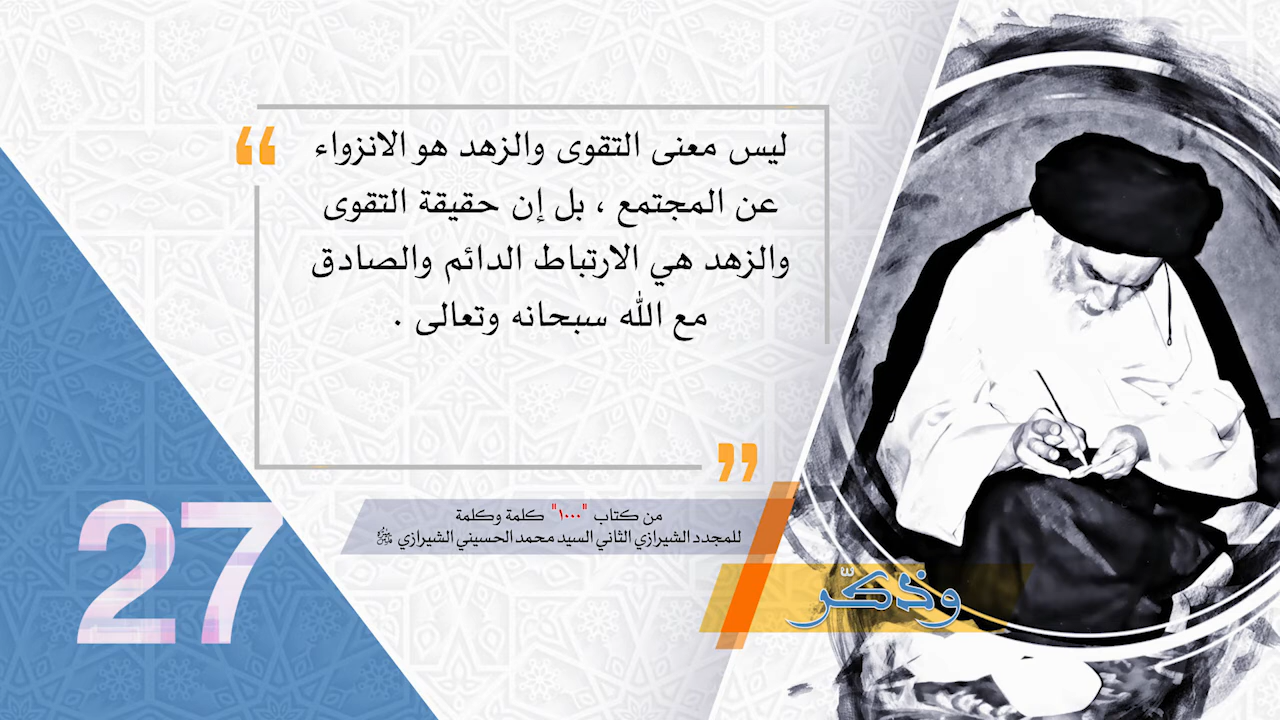 ليس معنى التقوى والزهد هو الانزواء
عن المجتمع ، بل إن حقيقة التقوى
والزهد هي الارتباط الدائم والصادق
مع الله سبحانه وتعالى .
من كتاب "١٠٠٠" كلمة وكلمة
للمجدد الشيرازي الثاني السيد محمد الحسيني الشيرازي
وذكّر
27